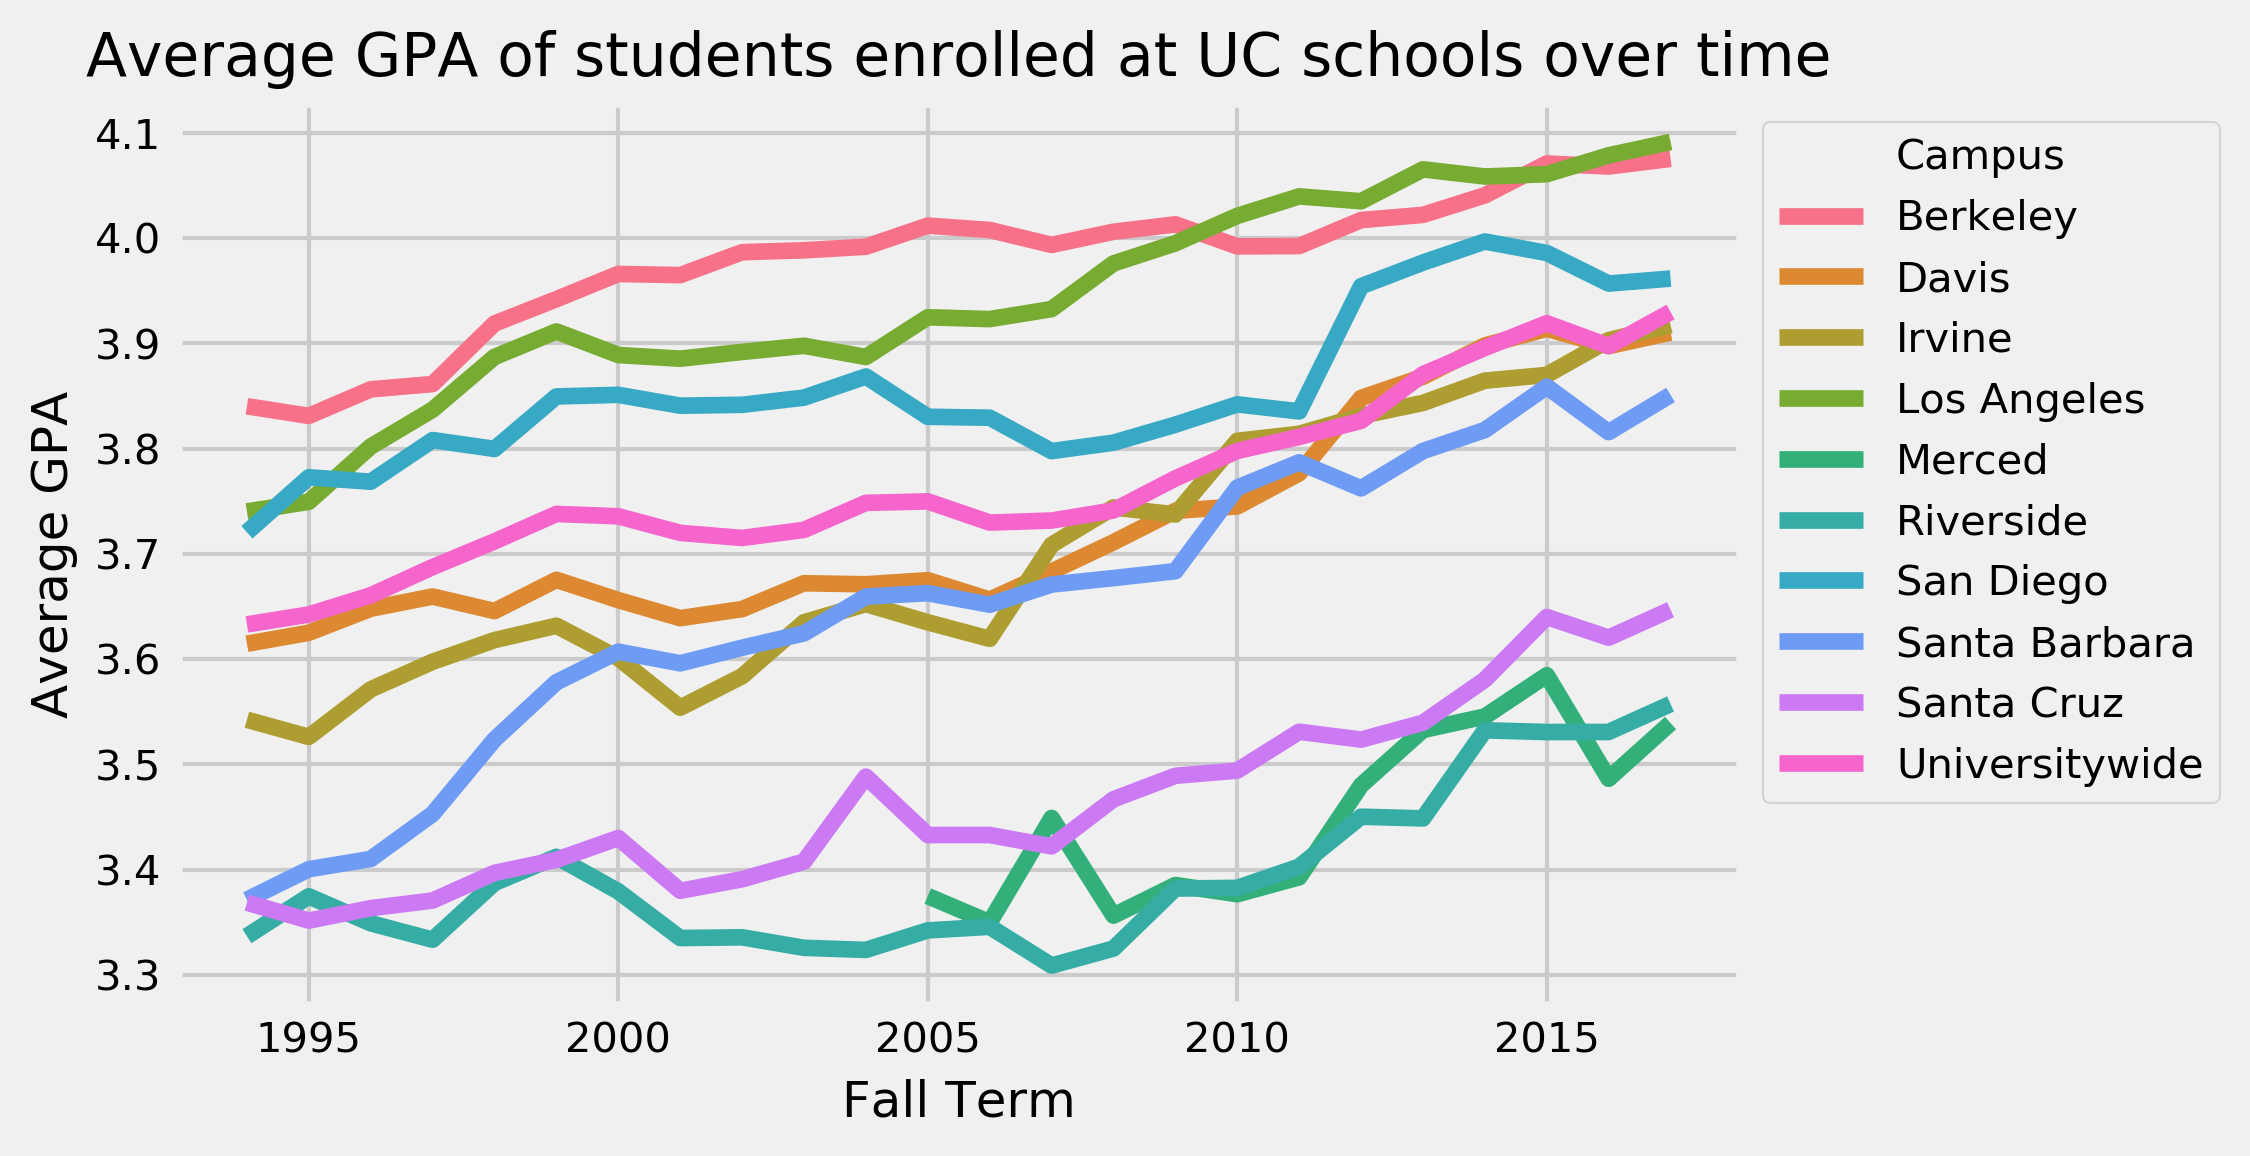 Average GPA of students enrolled at UC schools over time
Average GPA
4.1
4.0
3.9
3.8
3.7
3.6
3.5
3.4
3.3
1995 2000 2005 2010 2015
Fall Term
Campus
Berkeley
Davis
Irvine
Los Angeles
Merced
Riverside
San Diego
Santa Barbara
Santa Cruz
Universitywide